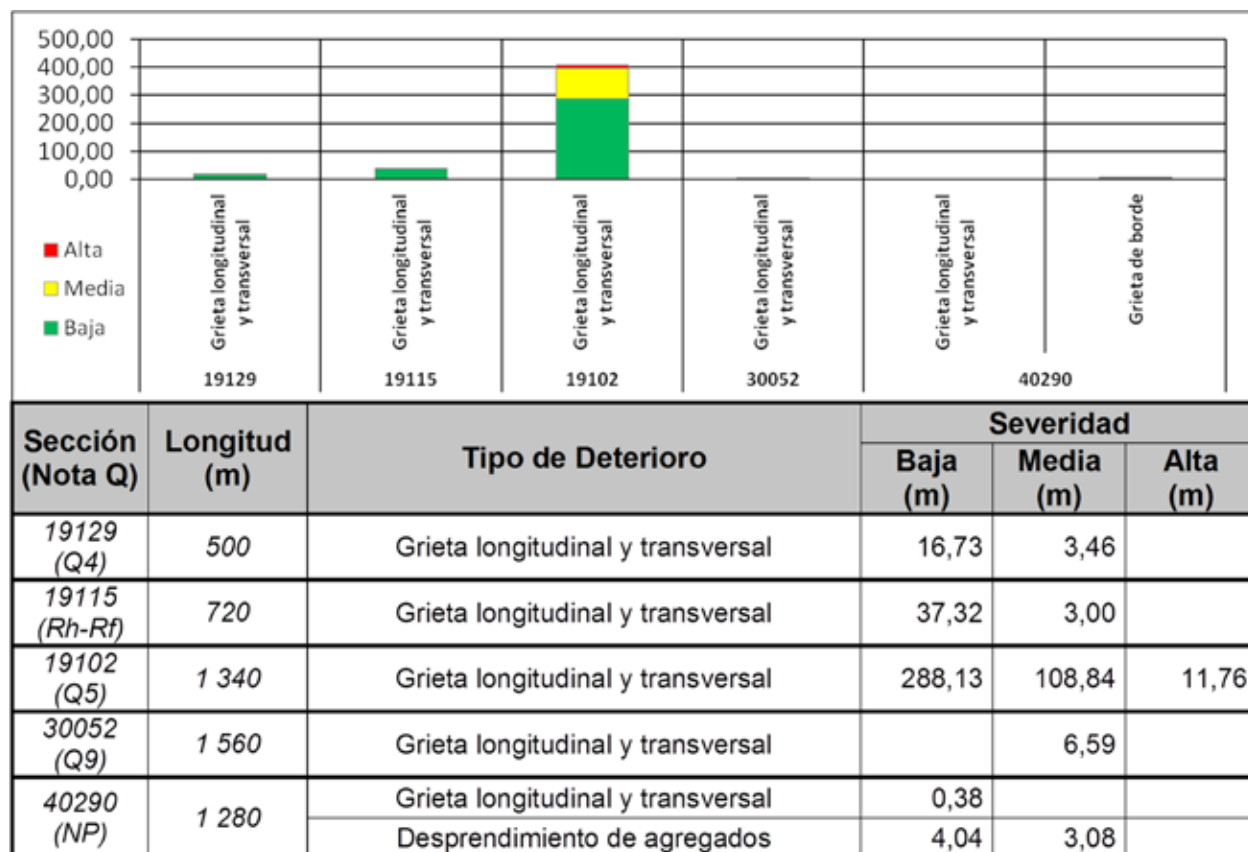 500,00
400,00
300,00
200,00
100,00
0,00
Alta
Media
Baja
Grieta longitudinal
y transversal
Grieta longitudinal
y transversal
Grieta longitudinal
y transversal
Grieta longitudinal
y transversal
Grieta longitudinal
y transversal
Grieta de borde
19129 19115 19102 30052 40290
Sección (Nota Q) Longitud (m) Tipo de Deterioro Severidad
Baja (m) Media (m) Alta (m)
19129 (Q4) 500 Grieta longitudinal y transversal 16,73 3,46
19115 (Rh-Rf) 720 Grieta longitudinal y transversal 37,32 3,00
19102 (Q5) 1 340 Grieta longitudinal y transversal 288,13 108,84 11,76
30052 (Q9) 1 560 Grieta longitudinal y transversal 6,59
40290 (NP) 1 280 Grieta longitudinal y transversal 0,38
Desprendimiento de agregados 4,04 3,08